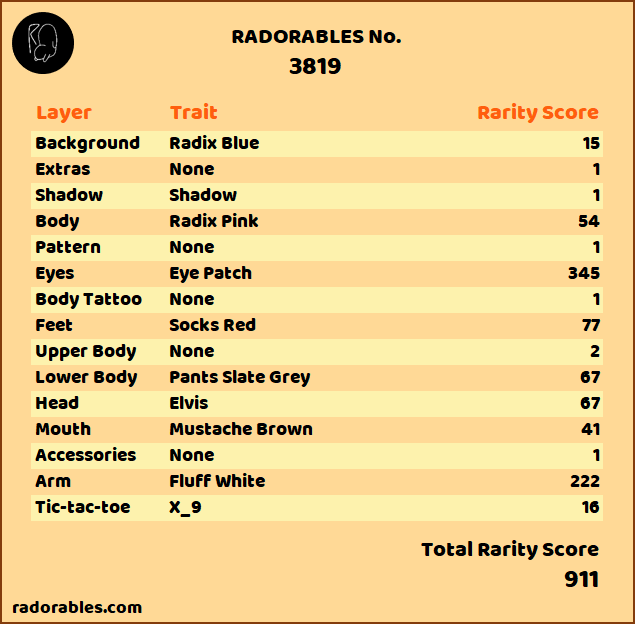 RADORABLES No.
3819
Layer Trait Rarity Score
Background Radix Blue 15
Extras None 1
Shadow Shadow 1
Body Radix Pink 54
Pattern None 1
Eyes Eye Patch 345
Body Tattoo None 1
Feet Socks Red 77
Upper Body None 2
Lower Body Pants Slate Grey 67
Head Elvis 67
Mouth Mustache Brown 41
Accessories None 1
Arm Fluff White 222
Tic-tac-toe X_9 16
Total Rarity Score
911
radorables.com